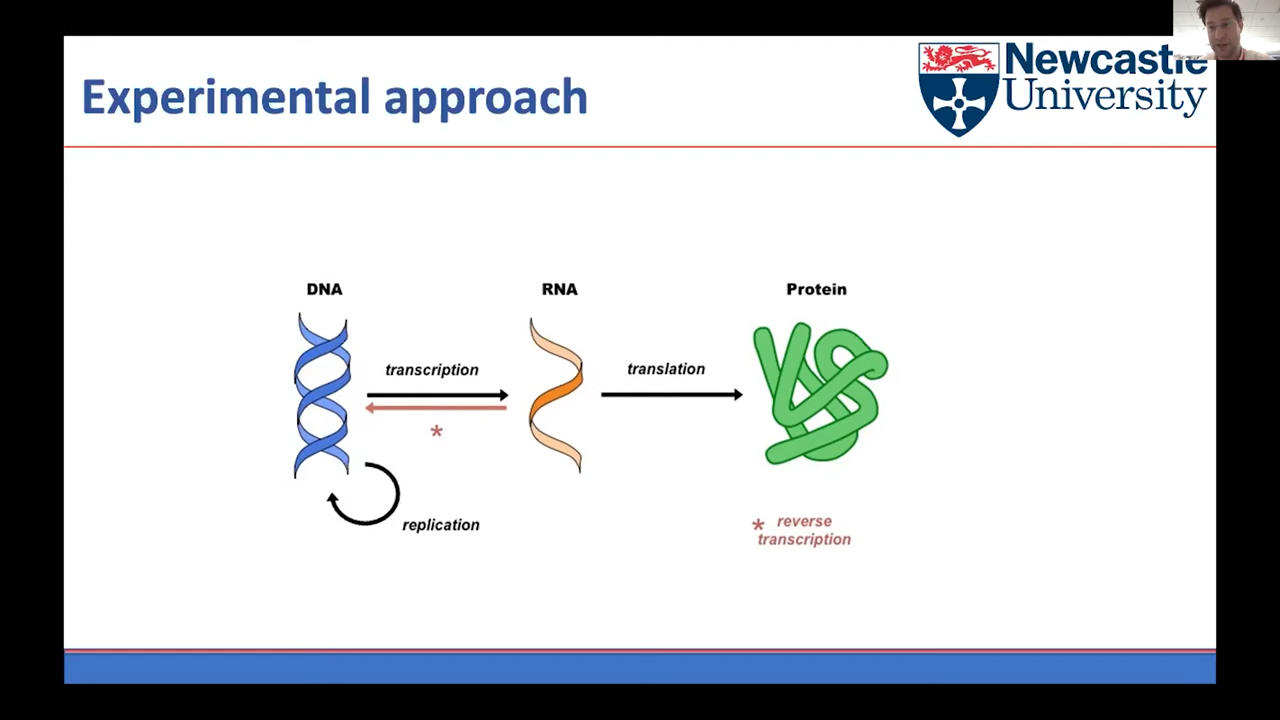 Experimental approach
Newcastle
University
DNA
RNA
Protein
transcription
translation
*
replication
* reverse
transcription